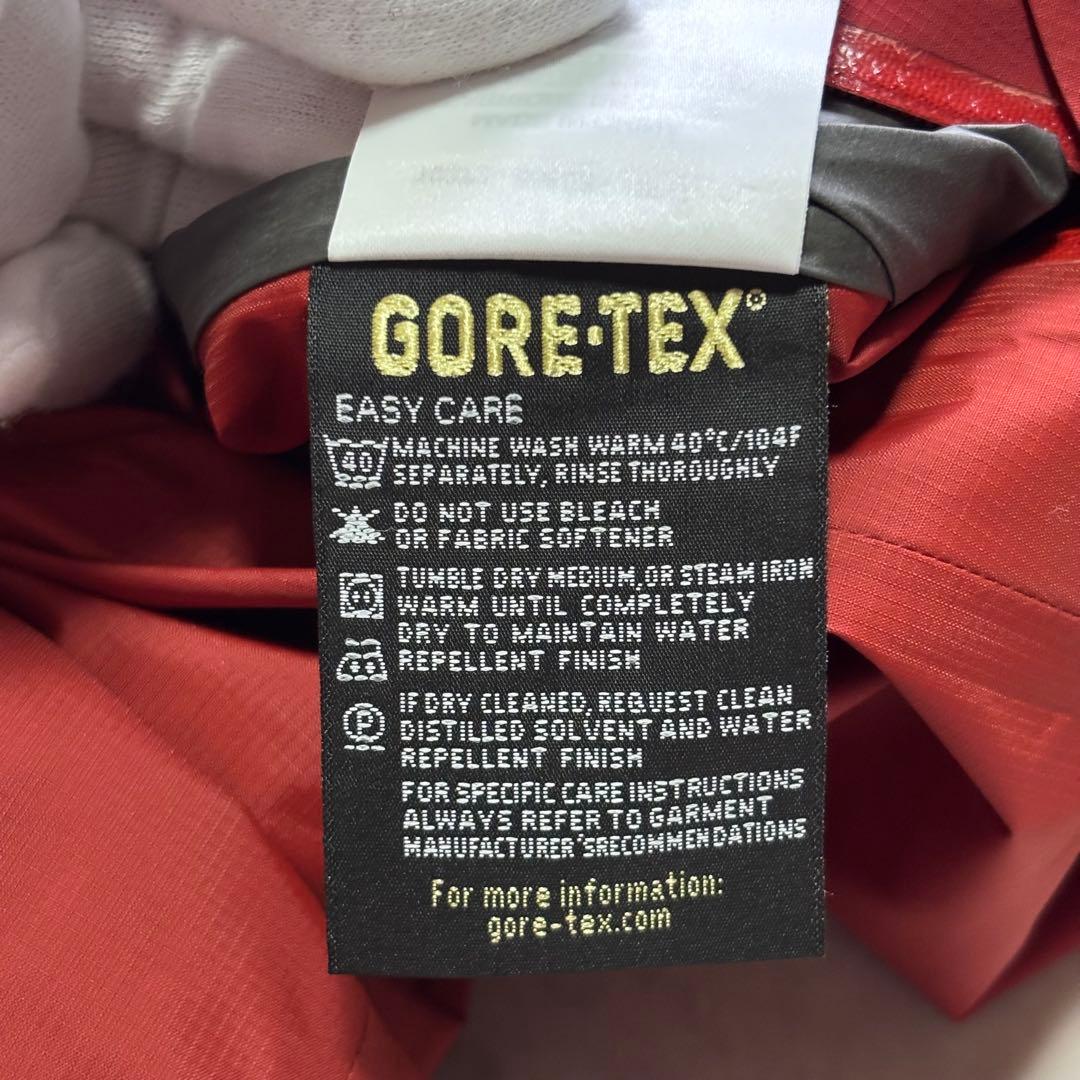 GORE-TEX®
EASY CARE
40
MACHINE WASH WARM 40°C/104F
SEPARATELY, RINSE THOROUGHLY
DO NOT USE BLEACH
OR FABRIC SOFTENER
TUMBLE DRY MEDIUM, OR STEAM IRON
WARM UNTIL COMPLETELY
DRY TO MAINTAIN WATER
REPELLENT FINISH
P
IF DRY CLEANED, REQUEST CLEAN
DISTILLED SOLVENT AND WATER
REPELLENT FINISH
FOR SPECIFIC CARE INSTRUCTIONS
ALWAYS REFER TO GARMENT
MANUFACTURER'S RECOMMENDATIONS
For more information:
gore-tex.com